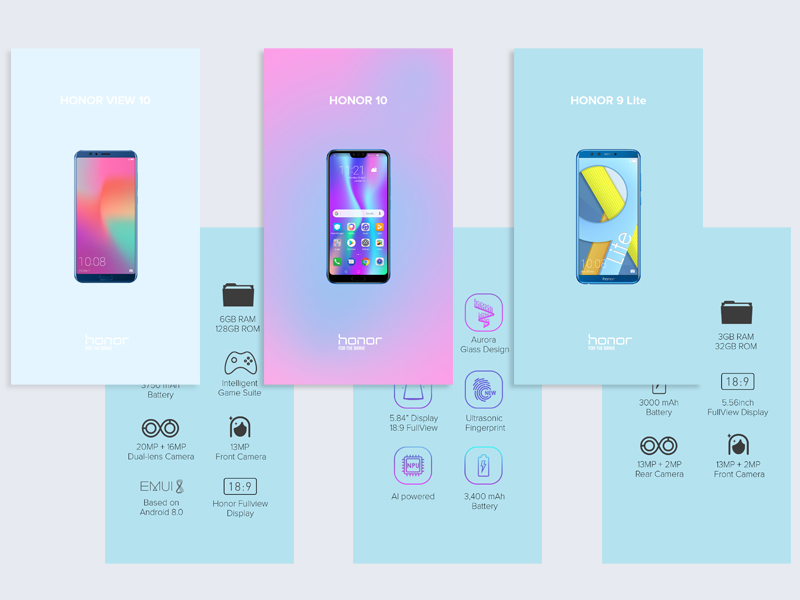 HONOR VIEW 10
10:08
honor
FOR THE BRAVE
6GB RAM
128GB ROM
3750 mAh
Battery
Intelligent
Game Suite
20MP + 16MP
Dual-lens Camera
13MP
Front Camera
EMUI 8
Based on
Android 8.0
18:9
Honor Fullview
Display
HONOR 10
11:21
honor
FOR THE BRAVE
Aurora
Glass Design
5.84" Display
18:9 FullView
NEW
Ultrasonic
Fingerprint
NPU
AI powered
3,400 mAh
Battery
HONOR 9 Lite
Lite
10:08
honor
honor
FOR THE BRAVE
3GB RAM
32GB ROM
3000 mAh
Battery
18:9
5.56inch
FullView Display
13MP + 2MP
Rear Camera
13MP + 2MP
Front Camera